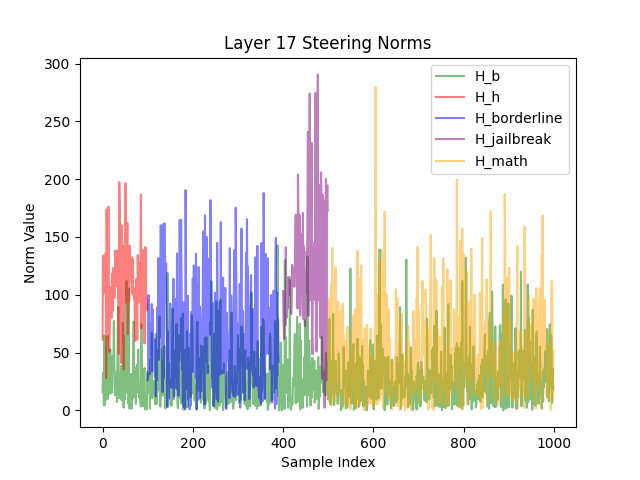 Layer 17 Steering Norms
H_b
H_h
H_borderline
H_jailbreak
H_math
Norm Value
300
250
200
150
100
50
0
0
200
400
600
800
1000
Sample Index